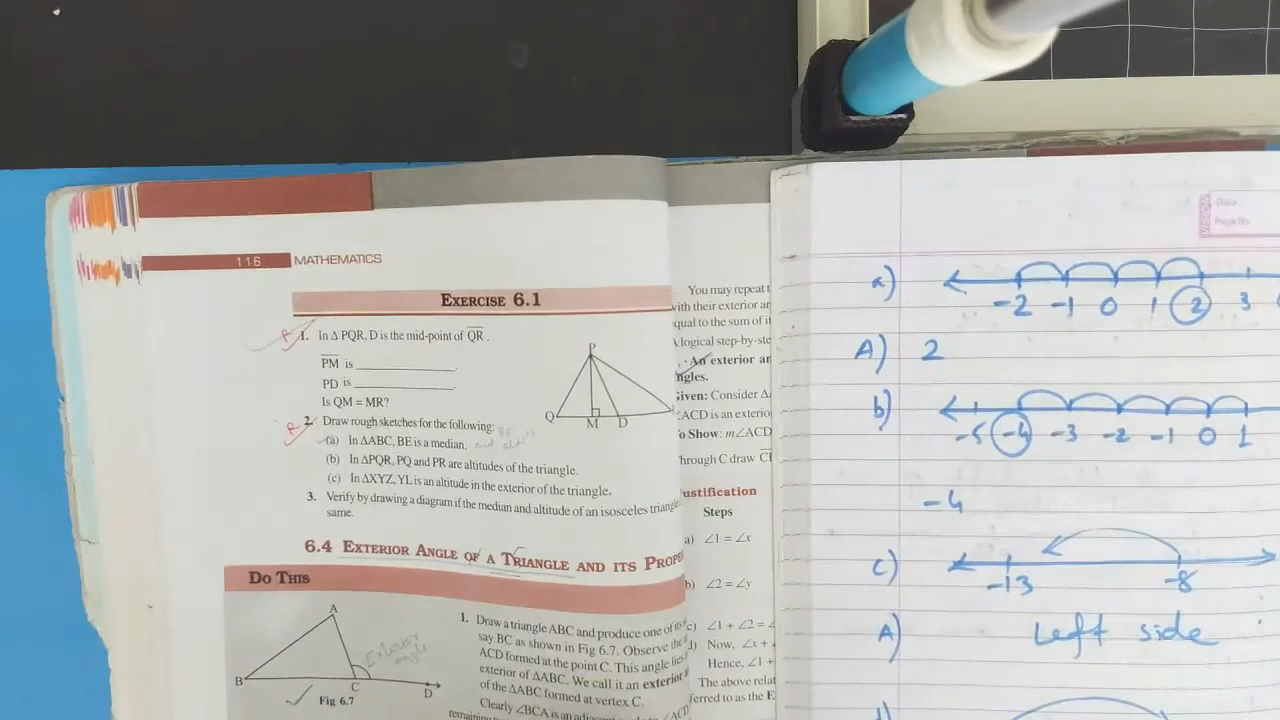 116 MATHEMATICS
EXERCISE 6.1
1. In Δ PQR, D is the mid-point of QR.
PM is ____________.
PD is ____________.
Is QM = MR?
P
Q M D
2. Draw rough sketches for the following:
(a) In ΔABC, BE is a median.
(b) In ΔPQR, PQ and PR are altitudes of the triangle.
(c) In ΔXYZ, YL is an altitude in the exterior of the triangle.
3. Verify by drawing a diagram if the median and altitude of an isosceles triangle
same.
6.4 EXTERIOR ANGLE OF A TRIANGLE AND ITS PROPE
DO THIS
A
B C D
Exterior
angle
Fig 6.7
1. Draw a triangle ABC and produce one of its
say BC as shown in Fig 6.7. Observe the
ACD formed at the point C. This angle lies
exterior of ΔABC. We call it an exterior
of the ΔABC formed at vertex C.
Clearly ∠BCA is an
You may repeat t
with their exterior an
qual to the sum of it
logical step-by-ste
An exterior an
ngles.
Given: Consider Δ
∠ACD is an exterio
To Show: m∠ACD
Through C draw
ustification
Steps
a) ∠1 = ∠x
b) ∠2 = ∠y
c) ∠1 + ∠2 = ∠
d) Now, ∠x +
Hence, ∠1 +
The above relat
ferred to as the E
Date :
Page No.
a) -2 -1 0 1 2 3
A) 2
b) -5 -4 -3 -2 -1 0 1
-4
c) -13 -8
A) Left side
d)